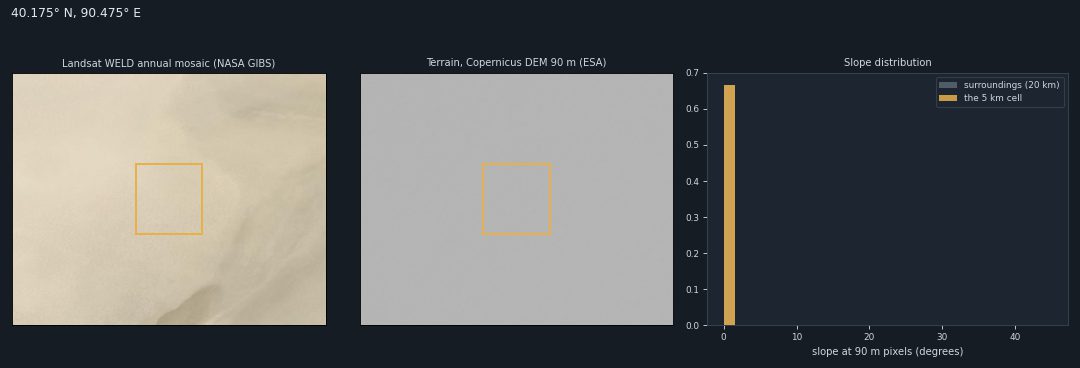 40.175° N, 90.475° E
Landsat WELD annual mosaic (NASA GIBS)
Terrain, Copernicus DEM 90 m (ESA)
Slope distribution
0.7
0.6
0.5
0.4
0.3
0.2
0.1
0.0
surroundings (20 km)
the 5 km cell
0 10 20 30 40
slope at 90 m pixels (degrees)